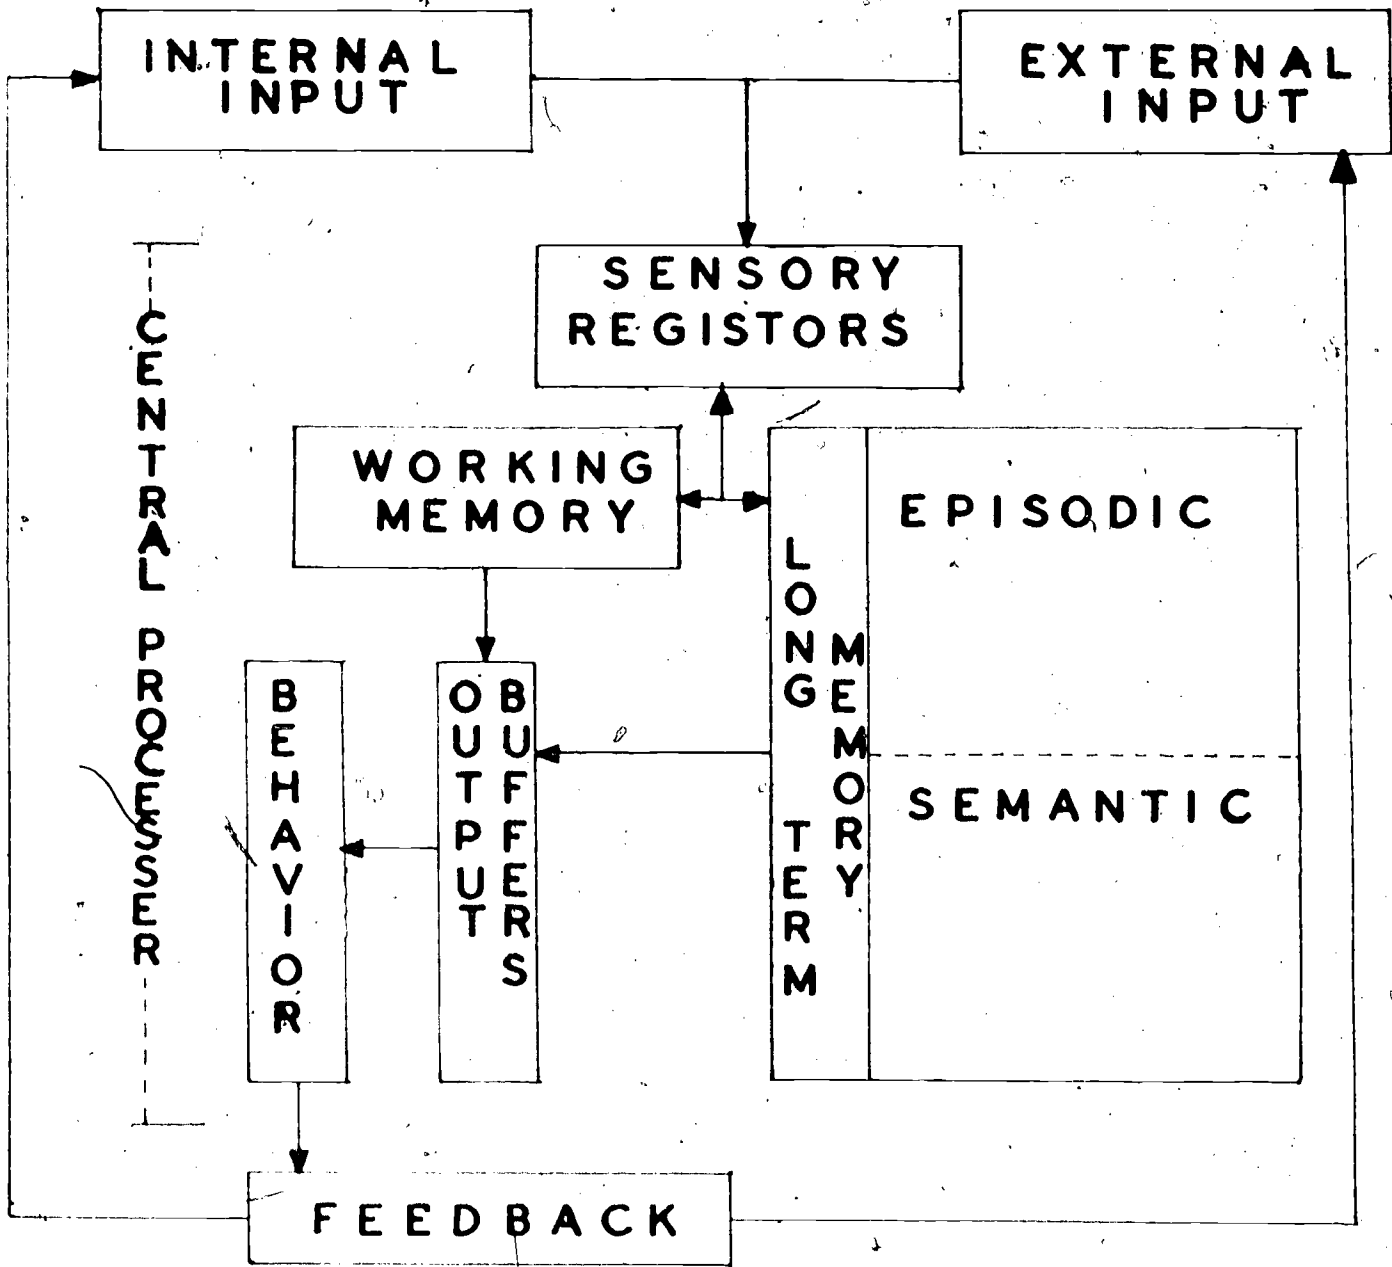 INTERNAL
INPUT
EXTERNAL
INPUT
SENSORY
REGISTORS
CENTRAL PROCESSER
WORKING
MEMORY
LONG TERM
MEMORY
EPISODIC
SEMANTIC
BEHAVIOR
OUTPUT
BUFFERS
FEEDBACK